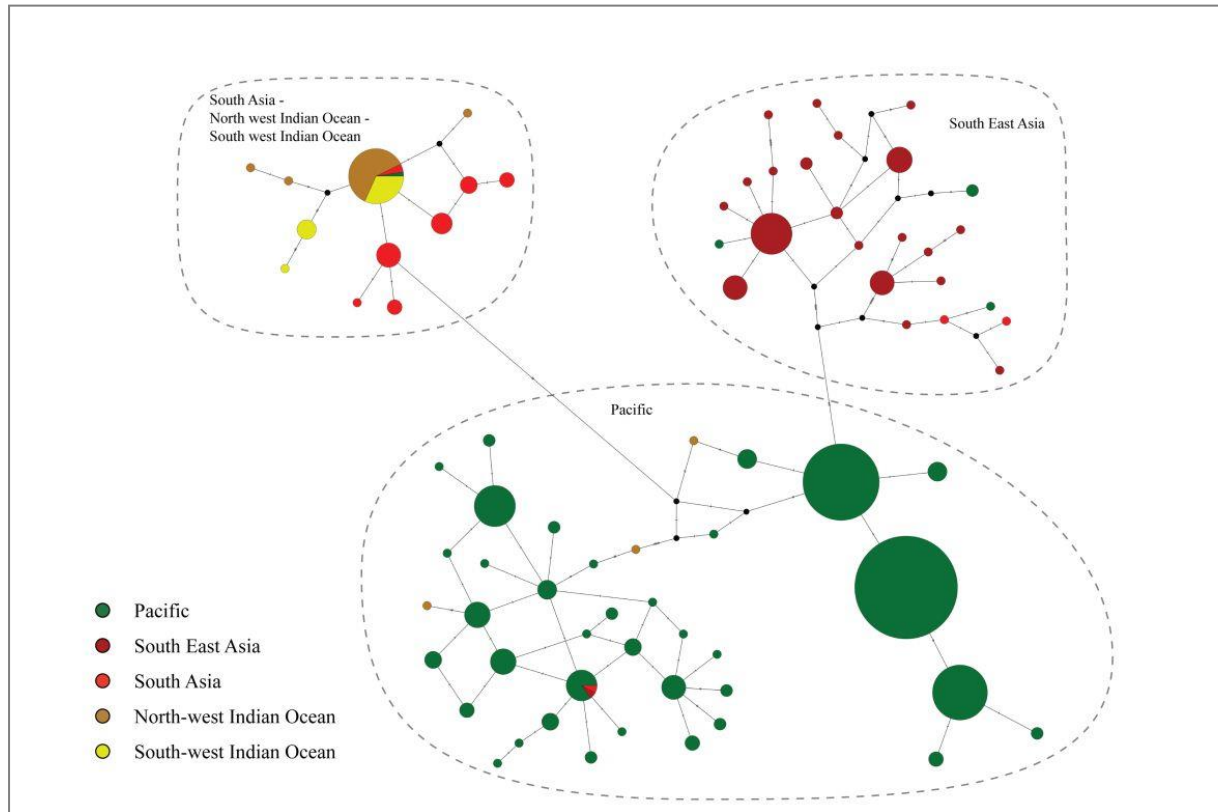 South Asia -
North west Indian Ocean -
South west Indian Ocean
South East Asia
Pacific
Pacific
South East Asia
South Asia
North-west Indian Ocean
South-west Indian Ocean